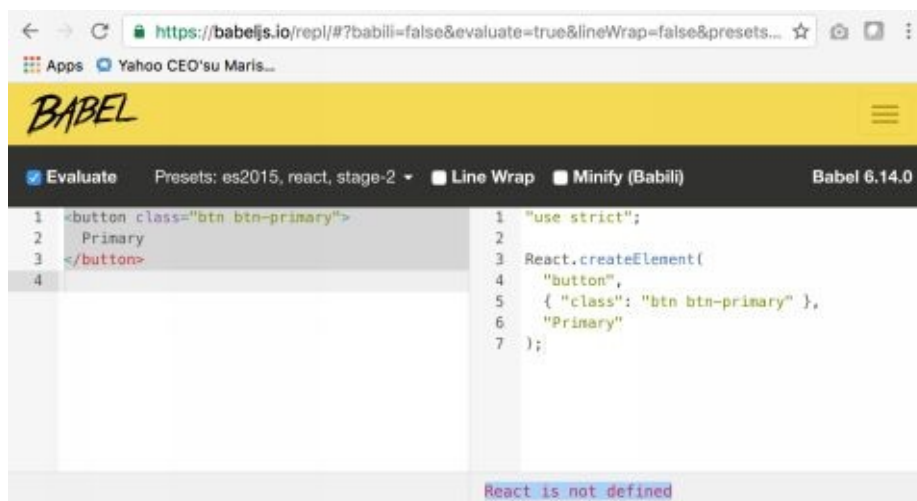 https://babeljs.io/repl/#?babili=false&evaluate=true&lineWrap=false&presets...
Apps Yahoo CEO'su Maris...
BABEL
Evaluate Presets: es2015, react, stage-2 Line Wrap Minify (Babili) Babel 6.14.0
1 <button class="btn btn-primary">
2 Primary
3 </button>
4
1 "use strict";
2
3 React.createElement(
4 "button",
5 { "class": "btn btn-primary" },
6 "Primary"
7 );
React is not defined